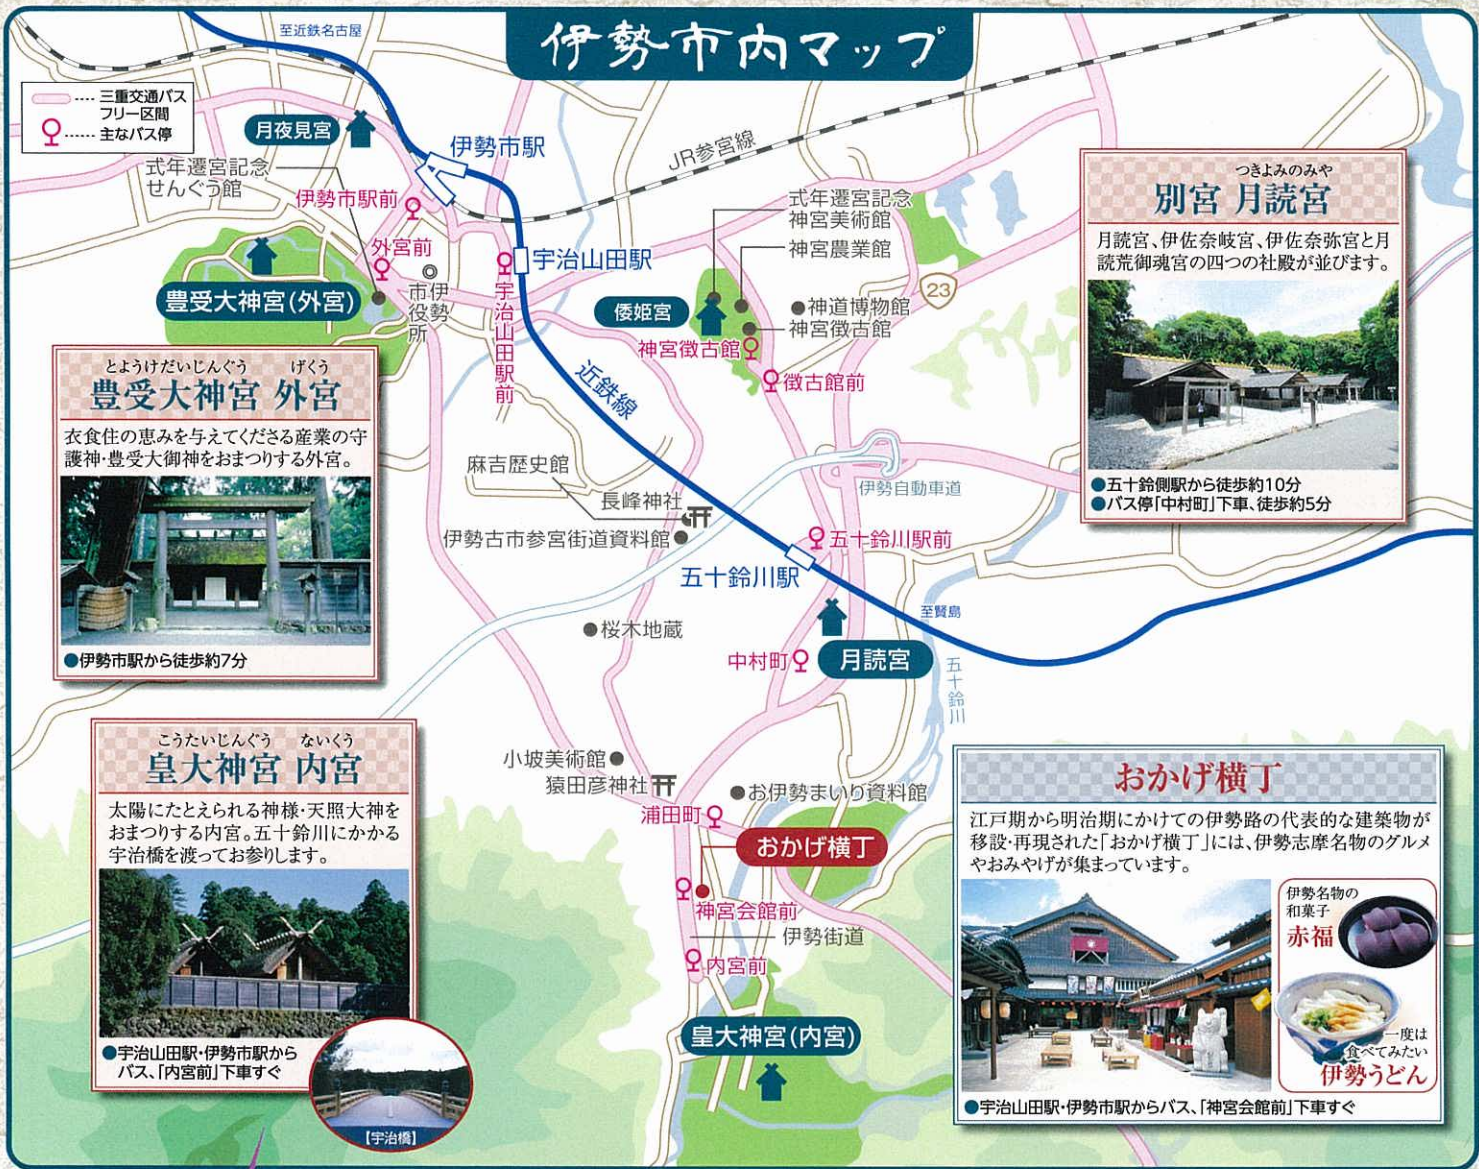 伊勢市内マップ
至近鉄名古屋
三重交通バス
フリー区間
主なバス停
月夜見宮
伊勢市駅
式年遷宮記念
せんぐう館
伊勢市駅前
外宮前
豊受大神宮(外宮)
伊勢
市役所
宇治山田駅
宇治山田駅前
JR参宮線
近鉄線
式年遷宮記念
神宮美術館
神宮農業館
倭姫宮
神道博物館
神宮徴古館
神宮徴古館
徴古館前
23
つきよみのみや
別宮 月読宮
月読宮、伊佐奈岐宮、伊佐奈弥宮と月
読荒御魂宮の四つの社殿が並びます。
●五十鈴側駅から徒歩約10分
●バス停「中村町」下車、徒歩約5分
とようけだいじんぐう げくう
豊受大神宮 外宮
衣食住の恵みを与えてくださる産業の守
護神・豊受大御神をおまつりする外宮。
●伊勢市駅から徒歩約7分
麻吉歴史館
長峰神社
伊勢古市参宮街道資料館
伊勢自動車道
五十鈴川駅前
五十鈴川駅
至賢島
桜木地蔵
中村町
月読宮
五十鈴川
こうたいじんぐう ないくう
皇大神宮 内宮
太陽にたとえられる神様・天照大神を
おまつりする内宮。五十鈴川にかかる
宇治橋を渡ってお参りします。
●宇治山田駅・伊勢市駅から
バス、「内宮前」下車すぐ
【宇治橋】
小坡美術館
猿田彦神社
お伊勢まいり資料館
浦田町
おかげ横丁
神宮会館前
伊勢街道
内宮前
皇大神宮(内宮)
おかげ横丁
江戸期から明治期にかけての伊勢路の代表的な建築物が
移設・再現された「おかげ横丁」には、伊勢志摩名物のグルメ
やおみやげが集まっています。
伊勢名物の
和菓子
赤福
一度は
食べてみたい
伊勢うどん
●宇治山田駅・伊勢市駅からバス、「神宮会館前」下車すぐ